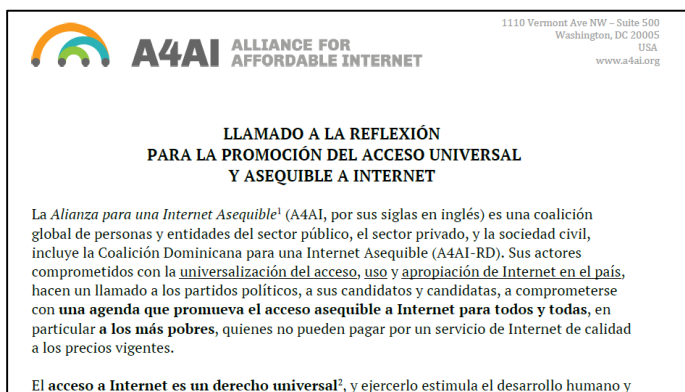 A4AI ALLIANCE FOR
AFFORDABLE INTERNET
1110 Vermont Ave NW – Suite 500
Washington, DC 20005
USA
www.a4ai.org
LLAMADO A LA REFLEXIÓN
PARA LA PROMOCIÓN DEL ACCESO UNIVERSAL
Y ASEQUIBLE A INTERNET
La Alianza para una Internet Asequible¹ (A4AI, por sus siglas en inglés) es una coalición
global de personas y entidades del sector público, el sector privado, y la sociedad civil,
incluye la Coalición Dominicana para una Internet Asequible (A4AI-RD). Sus actores
comprometidos con la universalización del acceso, uso y apropiación de Internet en el país,
hacen un llamado a los partidos políticos, a sus candidatos y candidatas, a comprometerse
con una agenda que promueva el acceso asequible a Internet para todos y todas, en
particular a los más pobres, quienes no pueden pagar por un servicio de Internet de calidad
a los precios vigentes.
El acceso a Internet es un derecho universal², y ejercerlo estimula el desarrollo humano y